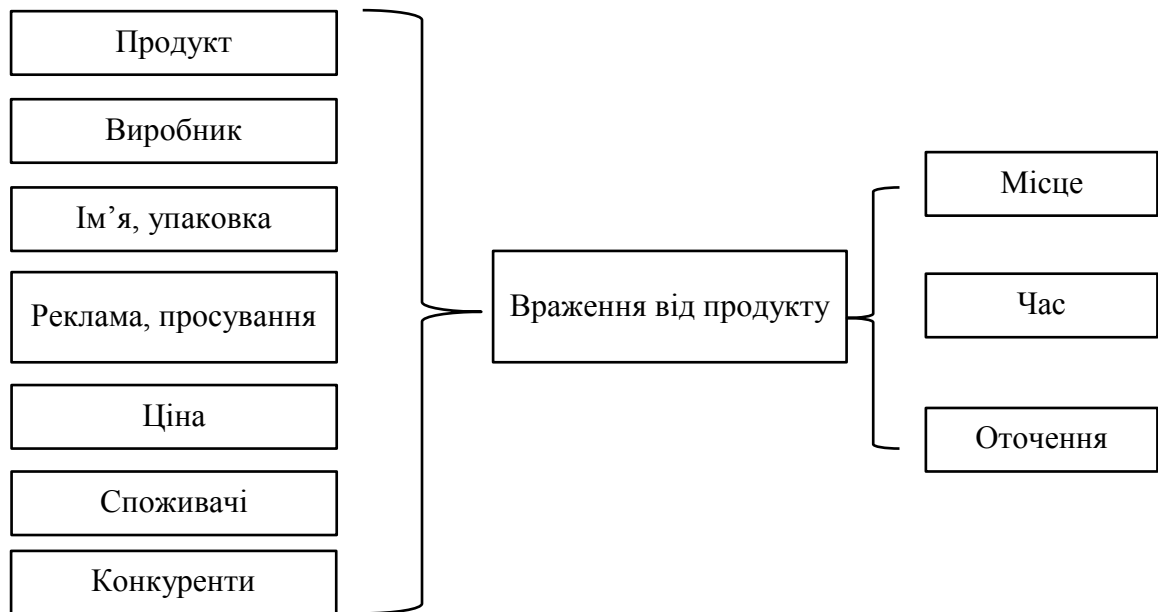 Продукт
Виробник
Ім’я, упаковка
Реклама, просування
Ціна
Споживачі
Конкуренти
Враження від продукту
Місце
Час
Оточення